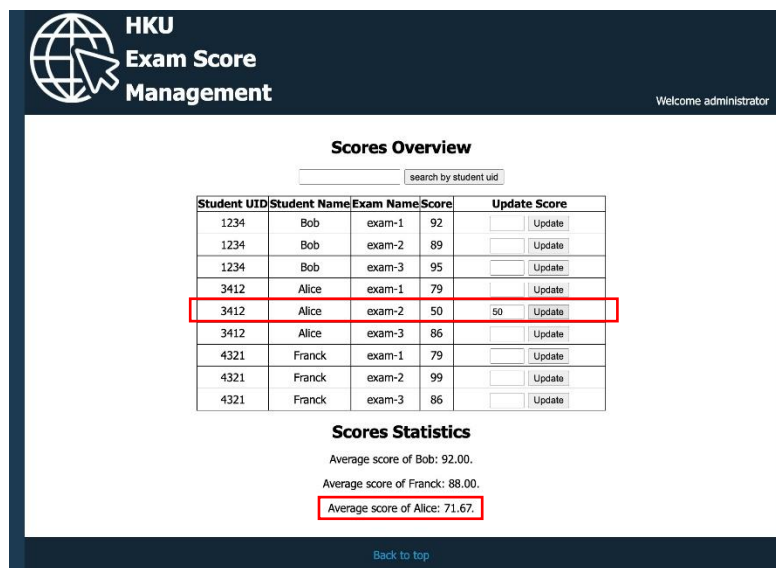 HKU
Exam Score
Management
Welcome administrator
Scores Overview
search by student uid
Student UID Student Name Exam Name Score Update Score
1234 Bob exam-1 92 Update
1234 Bob exam-2 89 Update
1234 Bob exam-3 95 Update
3412 Alice exam-1 79 Update
3412 Alice exam-2 50 50 Update
3412 Alice exam-3 86 Update
4321 Franck exam-1 79 Update
4321 Franck exam-2 99 Update
4321 Franck exam-3 86 Update
Scores Statistics
Average score of Bob: 92.00.
Average score of Franck: 88.00.
Average score of Alice: 71.67.
Back to top